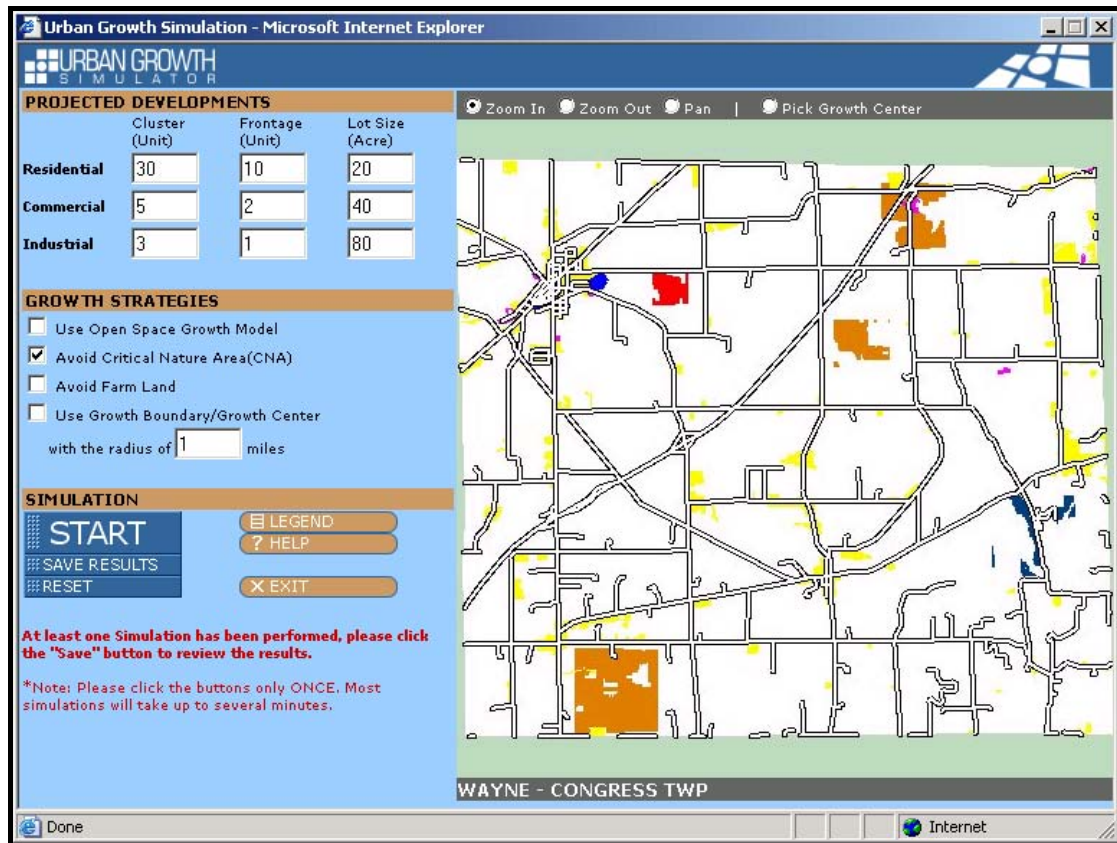 Urban Growth Simulation - Microsoft Internet Explorer
URBAN GROWTH
SIMULATOR
PROJECTED DEVELOPMENTS
Cluster (Unit) Frontage (Unit) Lot Size (Acre)
Residential 30 10 20
Commercial 5 2 40
Industrial 3 1 80
GROWTH STRATEGIES
Use Open Space Growth Model
Avoid Critical Nature Area(CNA)
Avoid Farm Land
Use Growth Boundary/Growth Center
with the radius of 1 miles
SIMULATION
START
SAVE RESULTS
RESET
LEGEND
? HELP
X EXIT
At least one Simulation has been performed, please click
the "Save" button to review the results.
*Note: Please click the buttons only ONCE. Most
simulations will take up to several minutes.
Zoom In Zoom Out Pan | Pick Growth Center
WAYNE - CONGRESS TWP
Done
Internet